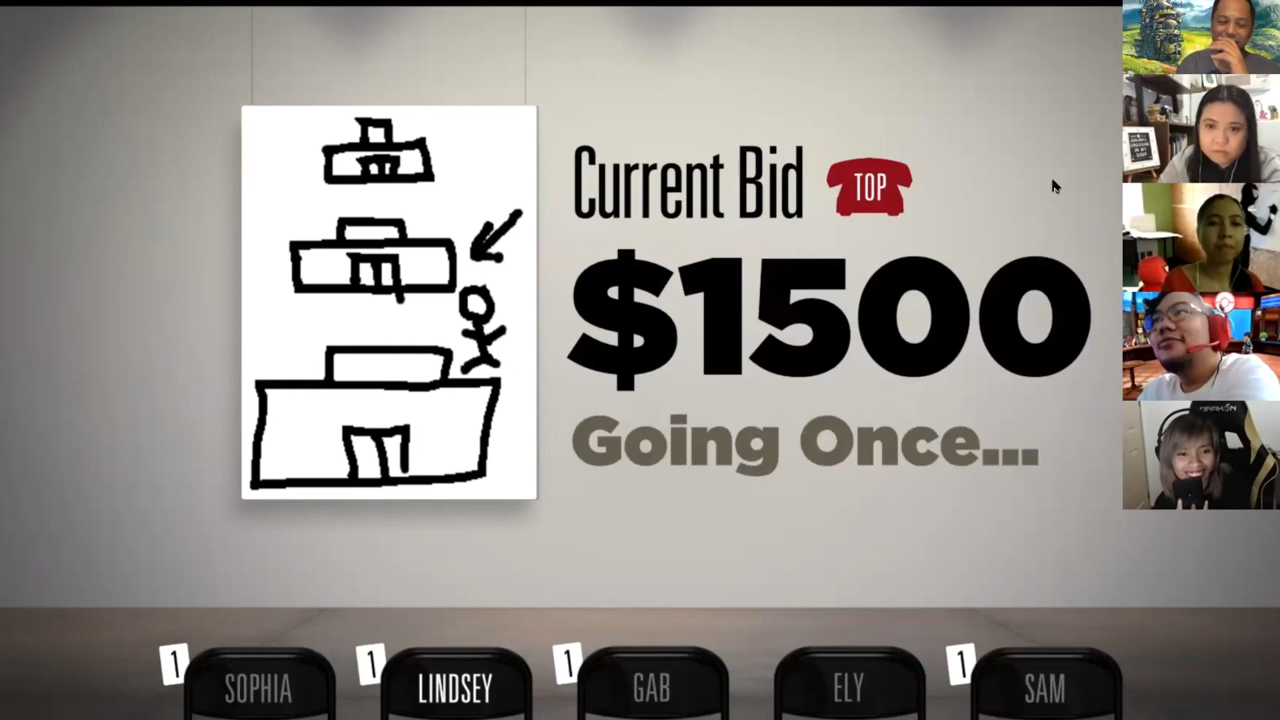 Current Bid
TOP
$1500
Going Once...
1
SOPHIA
1
LINDSEY
1
GAB
ELY
1
SAM